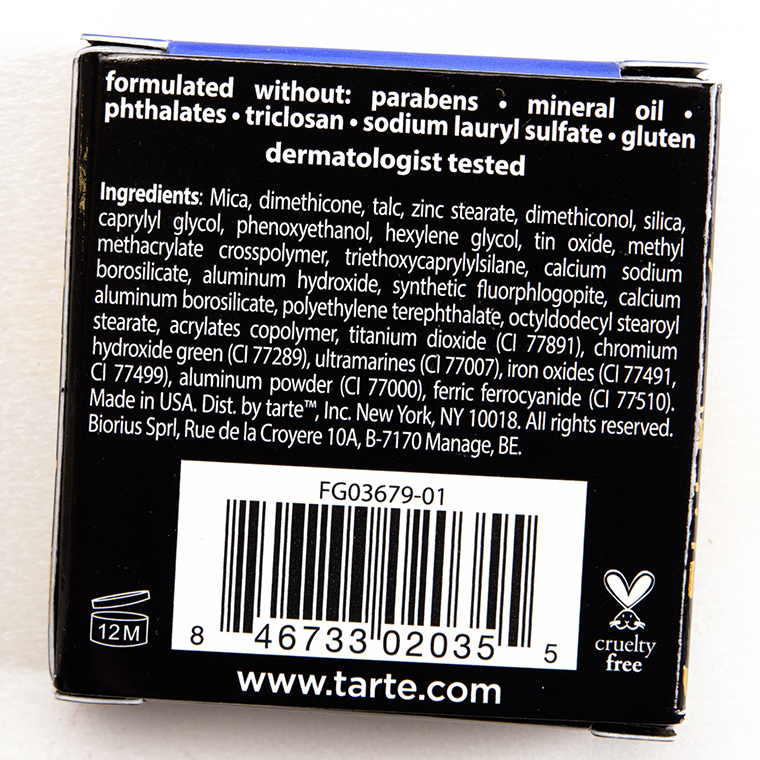 formulated without: parabens • mineral oil •
phthalates • triclosan • sodium lauryl sulfate • gluten
dermatologist tested
Ingredients: Mica, dimethicone, talc, zinc stearate, dimethiconol, silica,
caprylyl glycol, phenoxyethanol, hexylene glycol, tin oxide, methyl
methacrylate crosspolymer, triethoxycaprylylsilane, calcium sodium
borosilicate, aluminum hydroxide, synthetic fluorphlogopite, calcium
aluminum borosilicate, polyethylene terephthalate, octyldodecyl stearoyl
stearate, acrylates copolymer, titanium dioxide (CI 77891), chromium
hydroxide green (CI 77289), ultramarines (CI 77007), iron oxides (CI 77491,
CI 77499), aluminum powder (CI 77000), ferric ferrocyanide (CI 77510).
Made in USA. Dist. by tarte™, Inc. New York, NY 10018. All rights reserved.
Biorius Sprl, Rue de la Croyere 10A, B-7170 Manage, BE.
FG03679-01
8 46733 02035 5
12M
cruelty
free
www.tarte.com